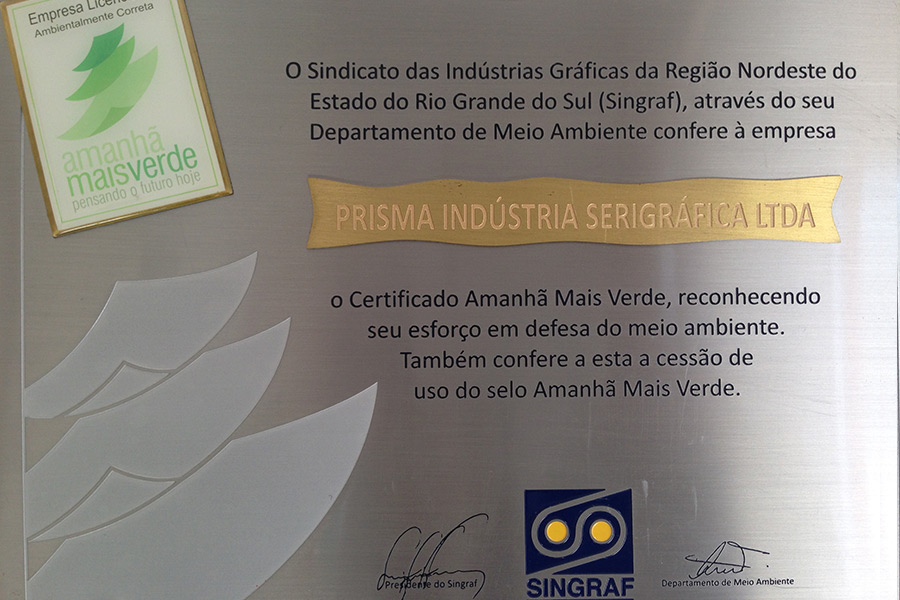 Empresa
Ambientalmente Correta
amanhã
maisverde
pensando q futuro hoje
O Sindicato das Indústrias Gráficas da Região Nordeste do
Estado do Rio Grande do Sul (Singraf), através do seu
Departamento de Meio Ambiente confere à empresa
PRISMA INDÚSTRIA SERIGRÁFICA LTDA
o Certificado Amanhã Mais Verde, reconhecendo
seu esforço em defesa do meio ambiente.
Também confere a esta a cessão de
uso do selo Amanhã Mais Verde.
Presidente do Singraf
SINGRAF
Departamento de Meio Ambiente